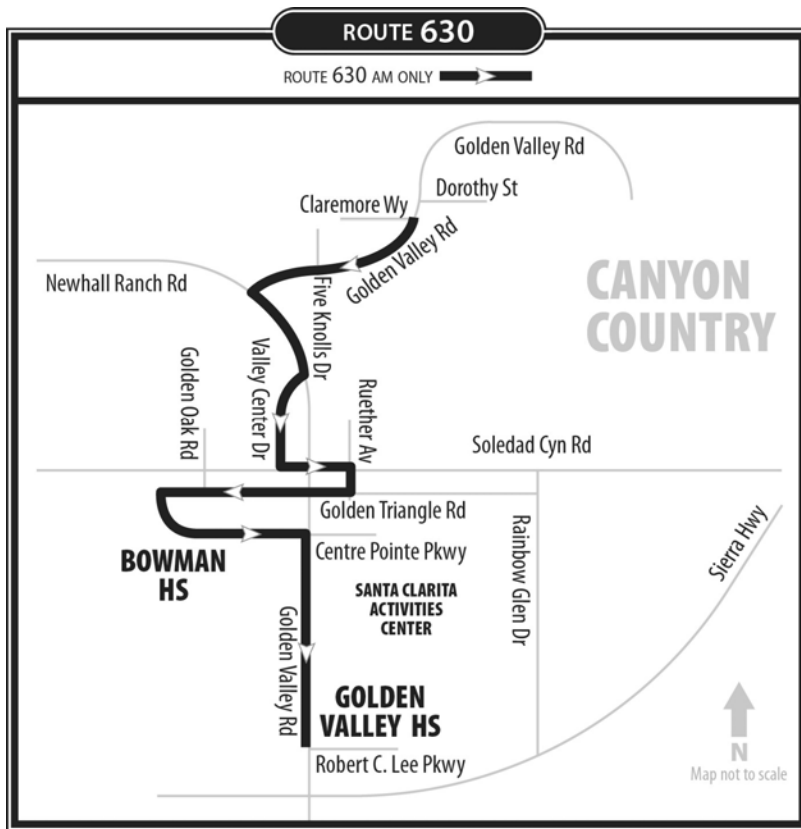 ROUTE 630
ROUTE 630 AM ONLY
Golden Valley Rd
Dorothy St
Claremore Wy
Golden Valley Rd
Newhall Ranch Rd
CANYON
COUNTRY
Five Knolls Dr
Valley Center Dr
Golden Oak Rd
Ruether Av
Soledad Cyn Rd
Golden Triangle Rd
Centre Pointe Pkwy
BOWMAN
HS
SANTA CLARITA
ACTIVITIES
CENTER
Rainbow Glen Dr
Sierra Hwy
Golden Valley Rd
GOLDEN
VALLEY HS
Robert C. Lee Pkwy
N
Map not to scale